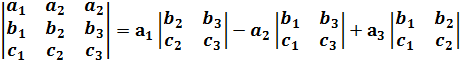 |a₁ a₂ a₂|
|b₁ b₂ b₃| = a₁ |b₂ b₃| − a₂ |b₁ b₃| + a₃ |b₁ b₂|
|c₁ c₂ c₃| |c₂ c₃| |c₁ c₃| |c₁ c₂|